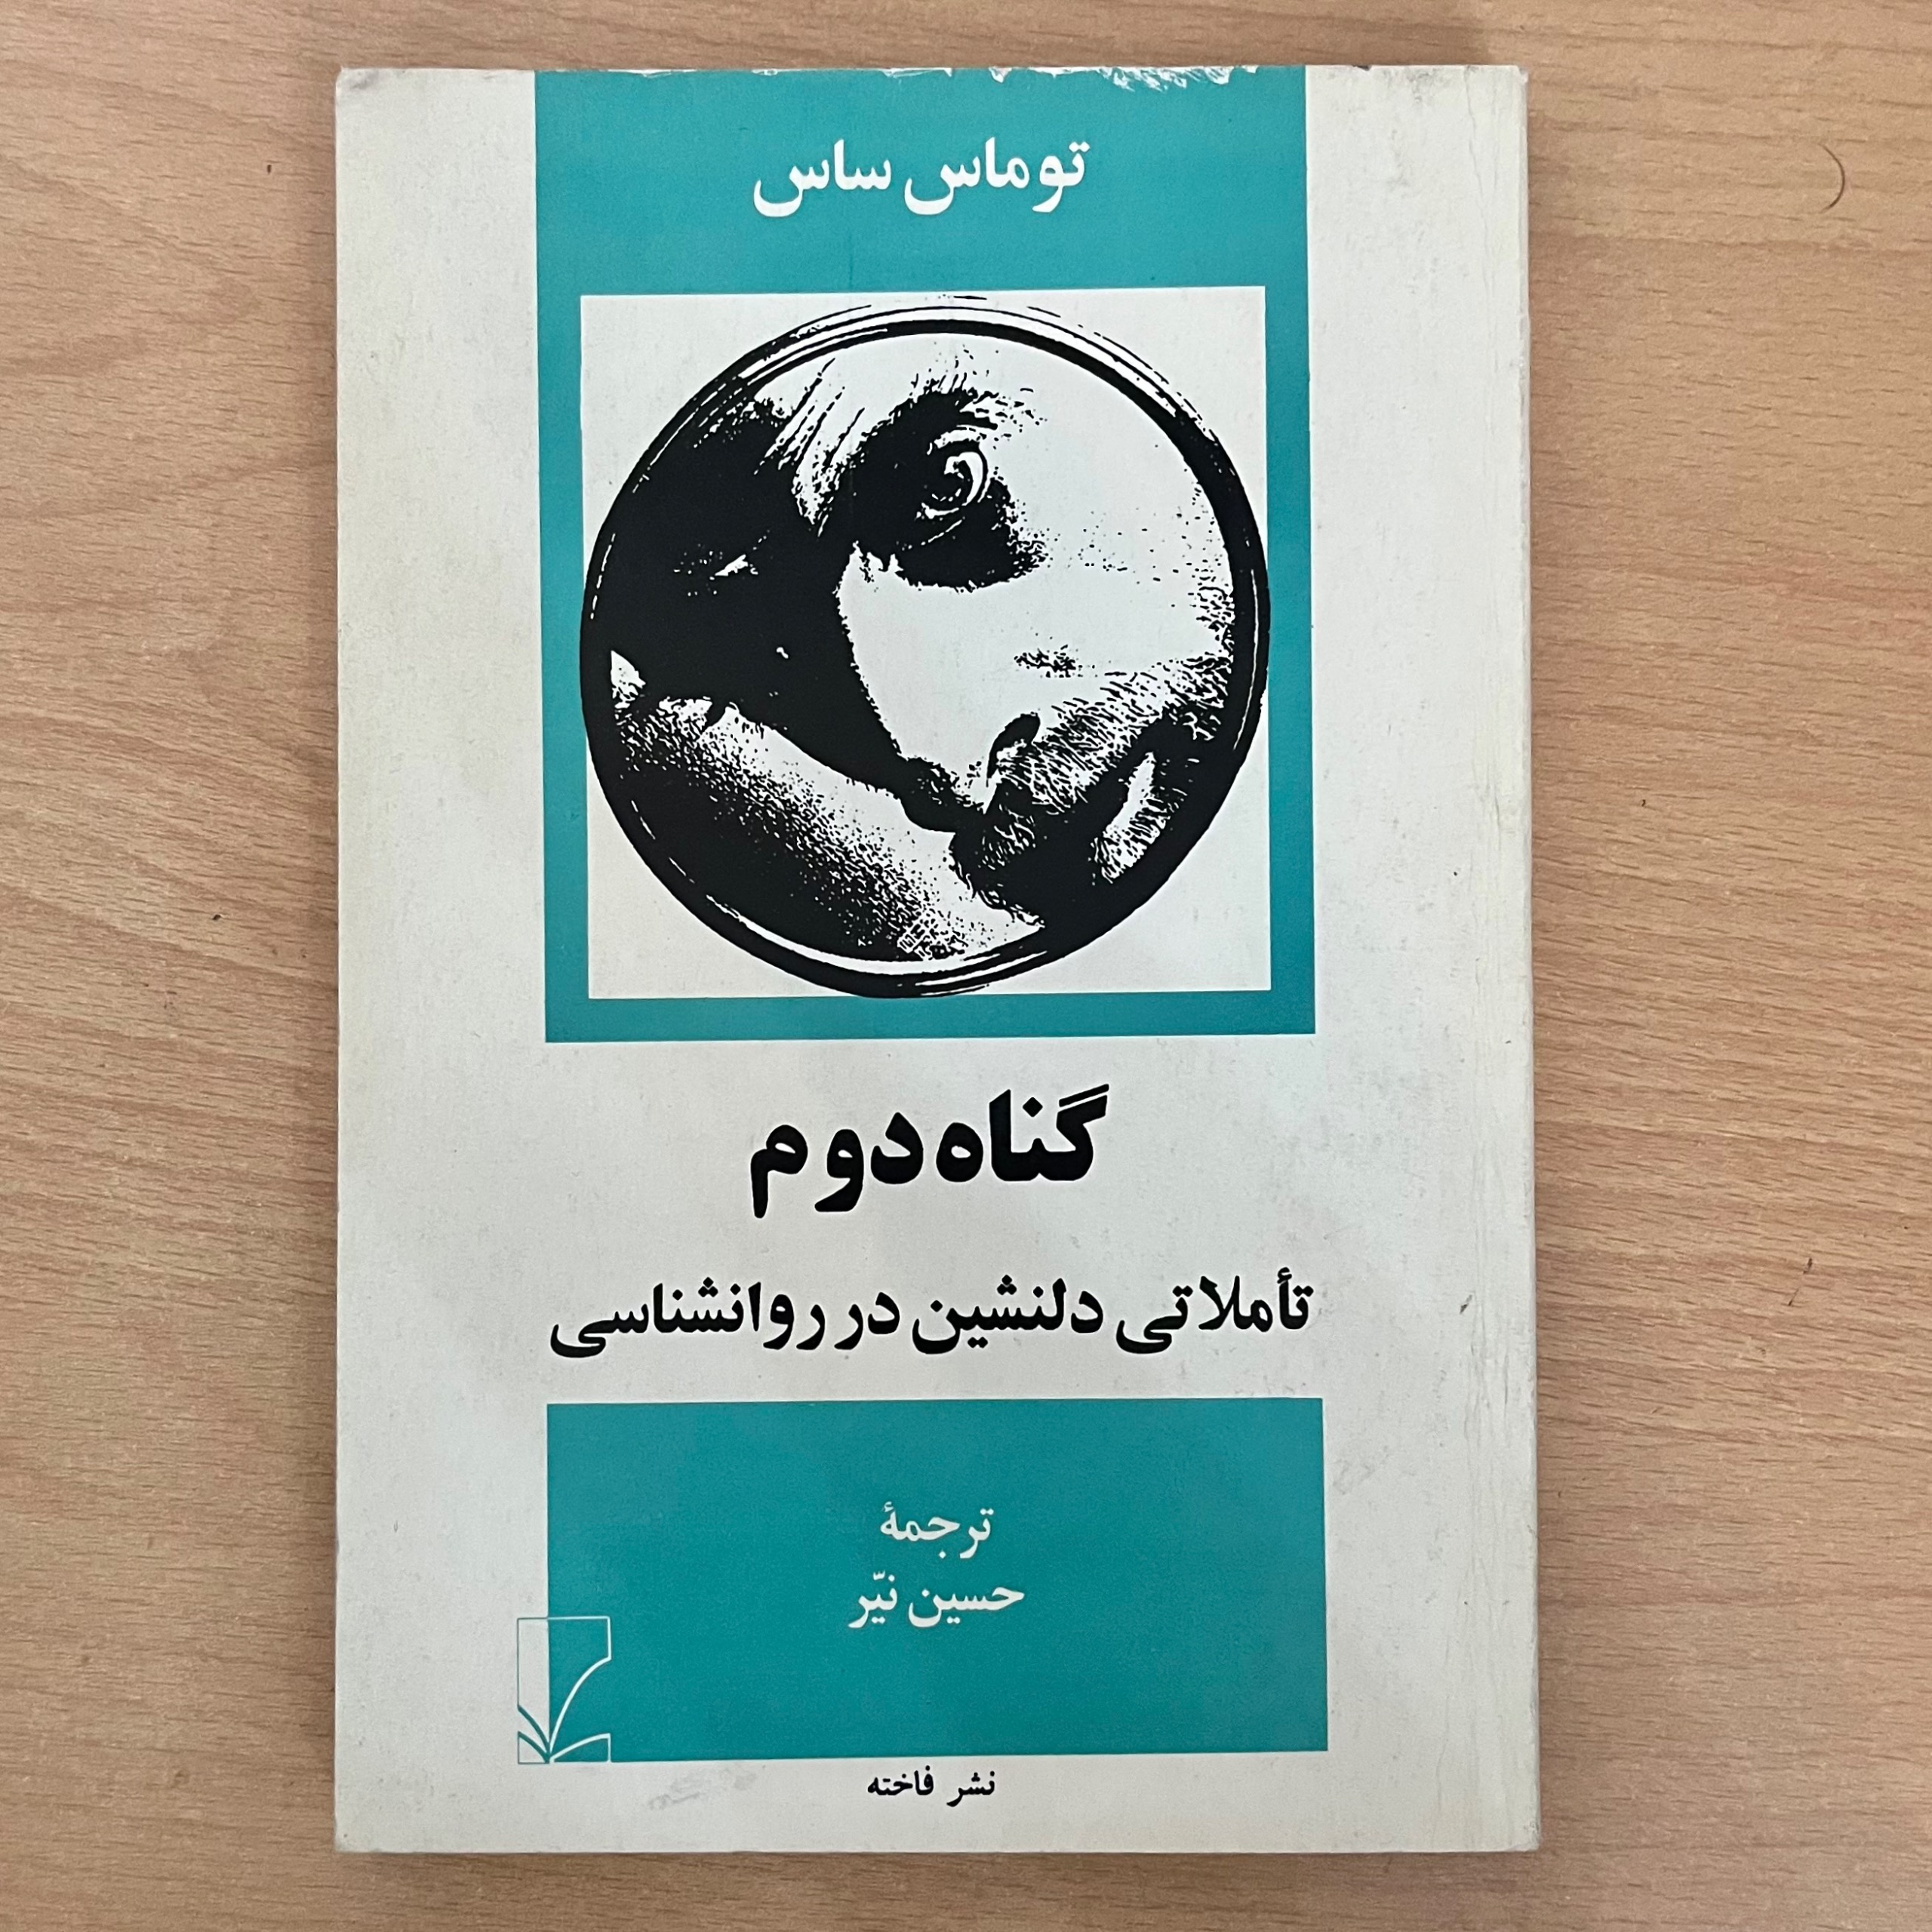 توماس ساس
گناه دوم
تأملاتی دلنشین در روانشناسی
ترجمهٔ
حسین نیّر
نشر فاخته